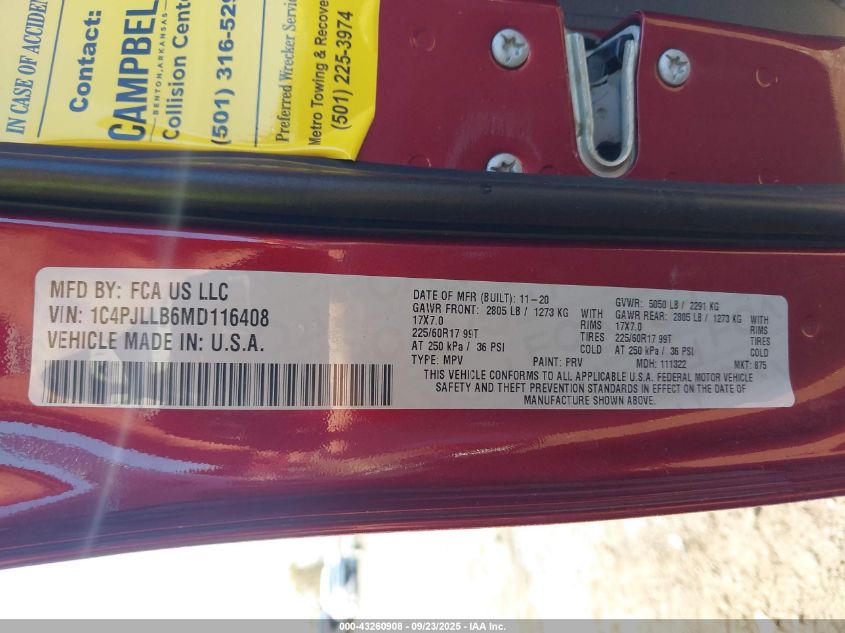 IN CASE OF ACCIDEN
Contact:
CAMPBEL
BENTON, ARKANSAS
Collision Cente
(501) 316-529
Preferred Wrecker Servic
Metro Towing & Recove
(501) 225-3974
MFD BY: FCA US LLC
VIN: 1C4PJLLB6MD116408
VEHICLE MADE IN: U.S.A.
DATE OF MFR (BUILT): 11-20 GVWR: 5050 LB / 2291 KG
GAWR FRONT: 2805 LB / 1273 KG WITH GAWR REAR: 2805 LB / 1273 KG WITH
17X7.0 RIMS 17X7.0 RIMS
225/60R17 99T TIRES 225/60R17 99T TIRES
AT 250 kPa / 36 PSI COLD AT 250 kPa / 36 PSI COLD
TYPE: MPV PAINT: PRV MDH: 111322 MKT: 875
THIS VEHICLE CONFORMS TO ALL APPLICABLE U.S.A. FEDERAL MOTOR VEHICLE
SAFETY AND THEFT PREVENTION STANDARDS IN EFFECT ON THE DATE OF
MANUFACTURE SHOWN ABOVE.
000-43260908 - 09/23/2025 - IAA Inc.